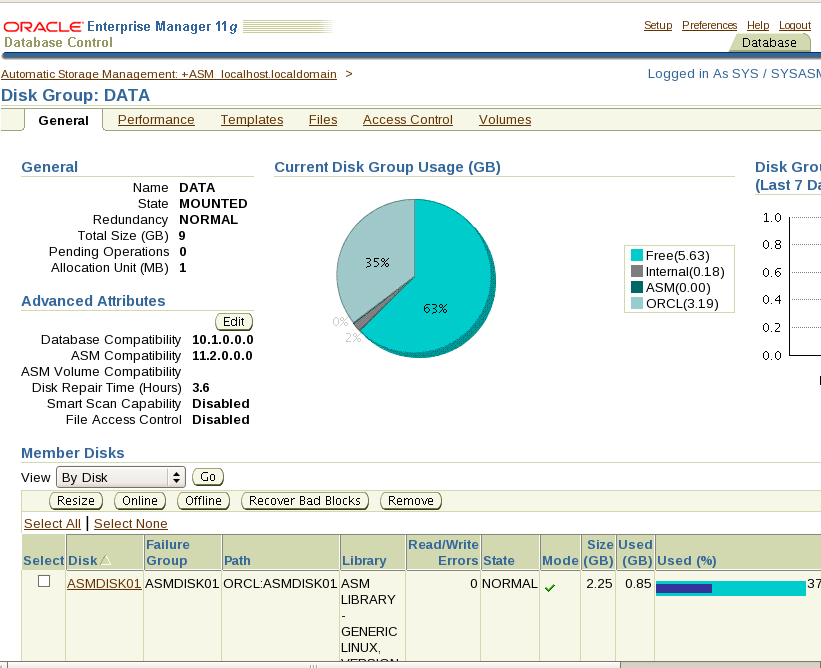 ORACLE Enterprise Manager 11g
Database Control
Setup Preferences Help Logout
Database
Automatic Storage Management: +ASM_localhost.localdomain >
Logged in As SYS / SYSASM
Disk Group: DATA
General Performance Templates Files Access Control Volumes
General
Name DATA
State MOUNTED
Redundancy NORMAL
Total Size (GB) 9
Pending Operations 0
Allocation Unit (MB) 1
Advanced Attributes
Edit
Database Compatibility 10.1.0.0.0
ASM Compatibility 11.2.0.0.0
ASM Volume Compatibility
Disk Repair Time (Hours) 3.6
Smart Scan Capability Disabled
File Access Control Disabled
Current Disk Group Usage (GB)
35%
63%
0%
2%
Free(5.63)
Internal(0.18)
ASM(0.00)
ORCL(3.19)
Disk Grou
(Last 7 Da
1.0
0.8
0.6
0.4
0.2
0.0
Member Disks
View By Disk Go
Resize Online Offline Recover Bad Blocks Remove
Select All | Select None
Select Disk Failure Group Path Library Read/Write Errors State Mode Size (GB) Used (GB) Used (%)
ASMDISK01 ASMDISK01 ORCL:ASMDISK01 ASM 0 NORMAL 2.25 0.85 37
LIBRARY
-
GENERIC
LINUX,
VERSION